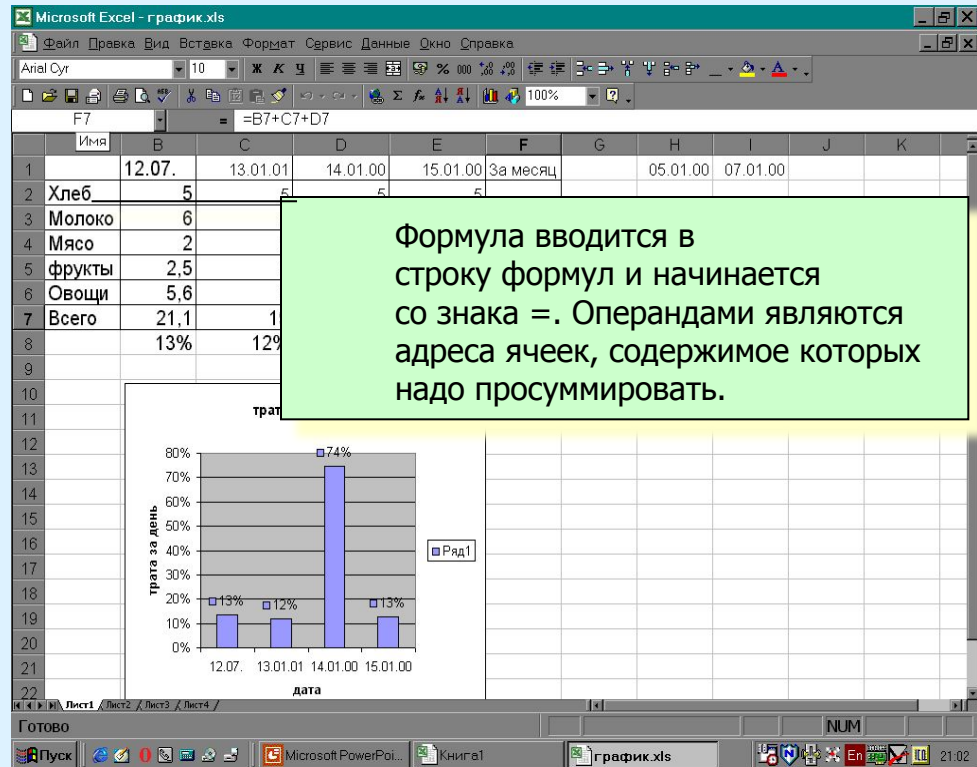 Microsoft Excel - график.xls
Файл Правка Вид Вставка Формат Сервис Данные Окно Справка
Arial Cyr 10 Ж К Ч % 000
100%
F7 = =B7+C7+D7
Имя B C D E F G H I J K
1 12.07. 13.01.01 14.01.00 15.01.00 За месяц 05.01.00 07.01.00
2 Хлеб 5 5 5 5
3 Молоко 6
4 Мясо 2
5 фрукты 2,5
6 Овощи 5,6
7 Всего 21,1
8 13% 12%
9
10
11
12
13
14
15
16
17
18
19
20
21
22
Формула вводится в
строку формул и начинается
со знака =. Операндами являются
адреса ячеек, содержимое которых
надо просуммировать.
80%
70%
60%
50%
40%
30%
20%
10%
0%
74%
13% 12% 13%
трата за день
Ряд1
12.07. 13.01.01 14.01.00 15.01.00
дата
Лист1 Лист2 Лист3 Лист4
Готово NUM
Пуск Microsoft PowerPoi... Книга1 график.xls En 21:02